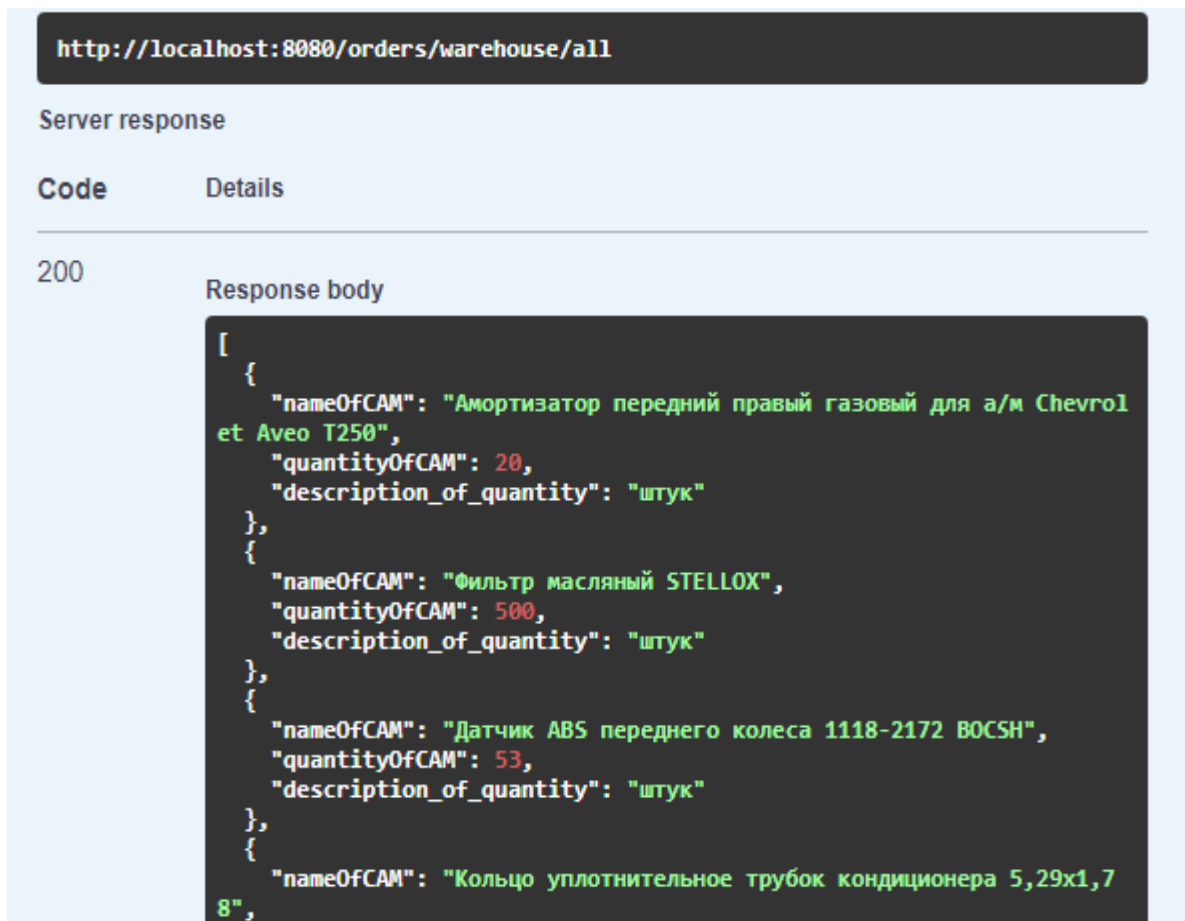 http://localhost:8080/orders/warehouse/all
Server response
Code Details
200
Response body
[
{
"nameOfCAM": "Амортизатор передний правый газовый для а/м Chevrol
et Aveo T250",
"quantityOfCAM": 20,
"description_of_quantity": "штук"
},
{
"nameOfCAM": "Фильтр масляный STELLOX",
"quantityOfCAM": 500,
"description_of_quantity": "штук"
},
{
"nameOfCAM": "Датчик ABS переднего колеса 1118-2172 BOCSH",
"quantityOfCAM": 53,
"description_of_quantity": "штук"
},
{
"nameOfCAM": "Кольцо уплотнительное трубок кондиционера 5,29x1,7
8",